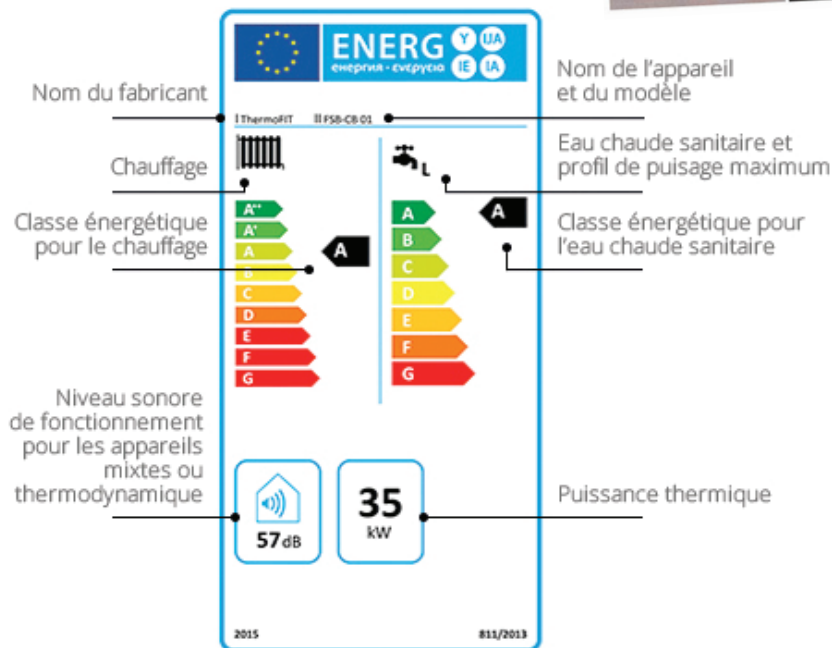 ENERG Y IJA
енергия · ενεργεια IE IA
Nom du fabricant
Nom de l'appareil
et du modèle
I ThermoFIT II FSB-CB 01
Chauffage
Eau chaude sanitaire et
profil de puisage maximum
L
Classe énergétique
pour le chauffage
Classe énergétique pour
l'eau chaude sanitaire
A++
A+
A
B
C
D
E
F
G
A
A
B
C
D
E
F
G
A
Niveau sonore
de fonctionnement
pour les appareils
mixtes ou
thermodynamique
57 dB
35
kW
Puissance thermique
2015 811/2013